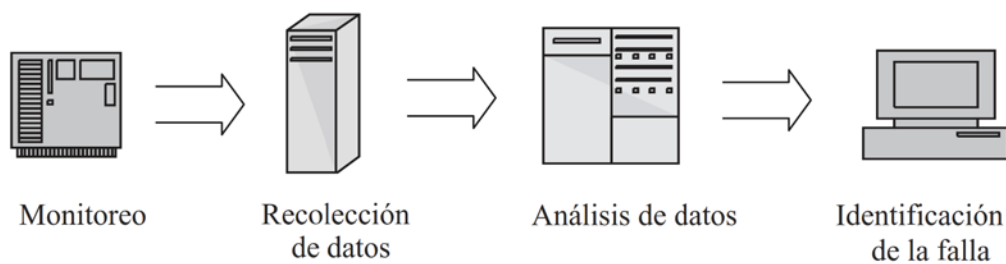 Monitoreo
Recolección
de datos
Análisis de datos
Identificación
de la falla